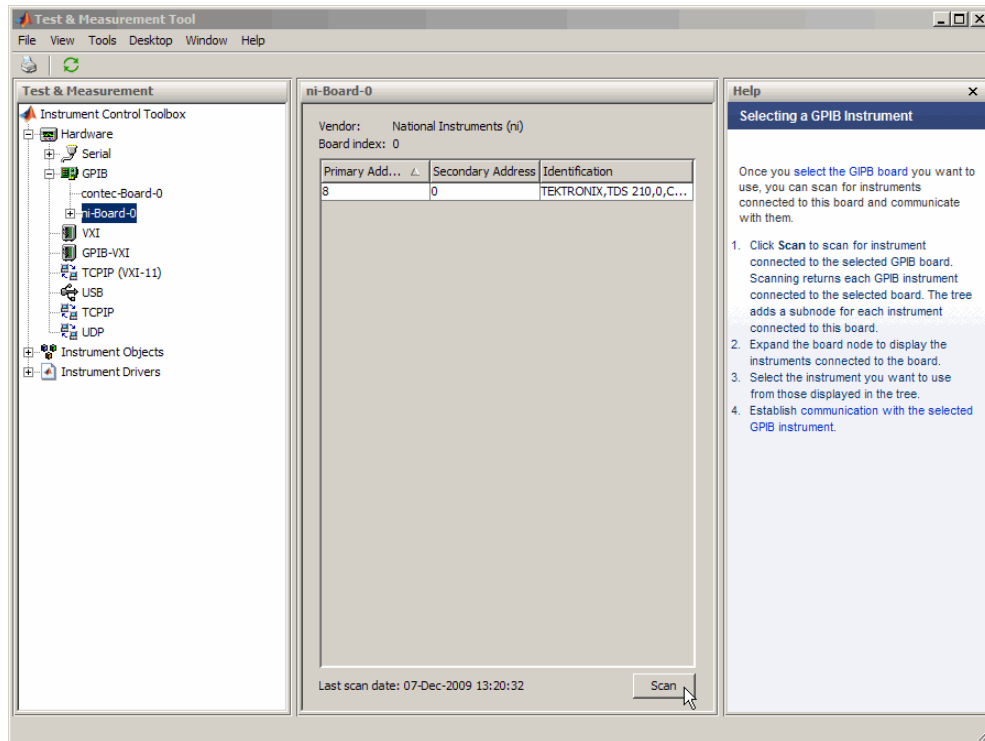 Test & Measurement Tool
File View Tools Desktop Window Help
Test & Measurement
Instrument Control Toolbox
Hardware
Serial
GPIB
contec-Board-0
ni-Board-0
VXI
GPIB-VXI
TCPIP (VXI-11)
USB
TCPIP
UDP
Instrument Objects
Instrument Drivers
ni-Board-0
Vendor: National Instruments (ni)
Board index: 0
Primary Add... Secondary Address Identification
8 0 TEKTRONIX,TDS 210,0,C...
Last scan date: 07-Dec-2009 13:20:32
Scan
Help
Selecting a GPIB Instrument
Once you select the GIPB board you want to
use, you can scan for instruments
connected to this board and communicate
with them.
1. Click Scan to scan for instrument
connected to the selected GPIB board.
Scanning returns each GPIB instrument
connected to the selected board. The tree
adds a subnode for each instrument
connected to this board.
2. Expand the board node to display the
instruments connected to the board.
3. Select the instrument you want to use
from those displayed in the tree.
4. Establish communication with the selected
GPIB instrument.